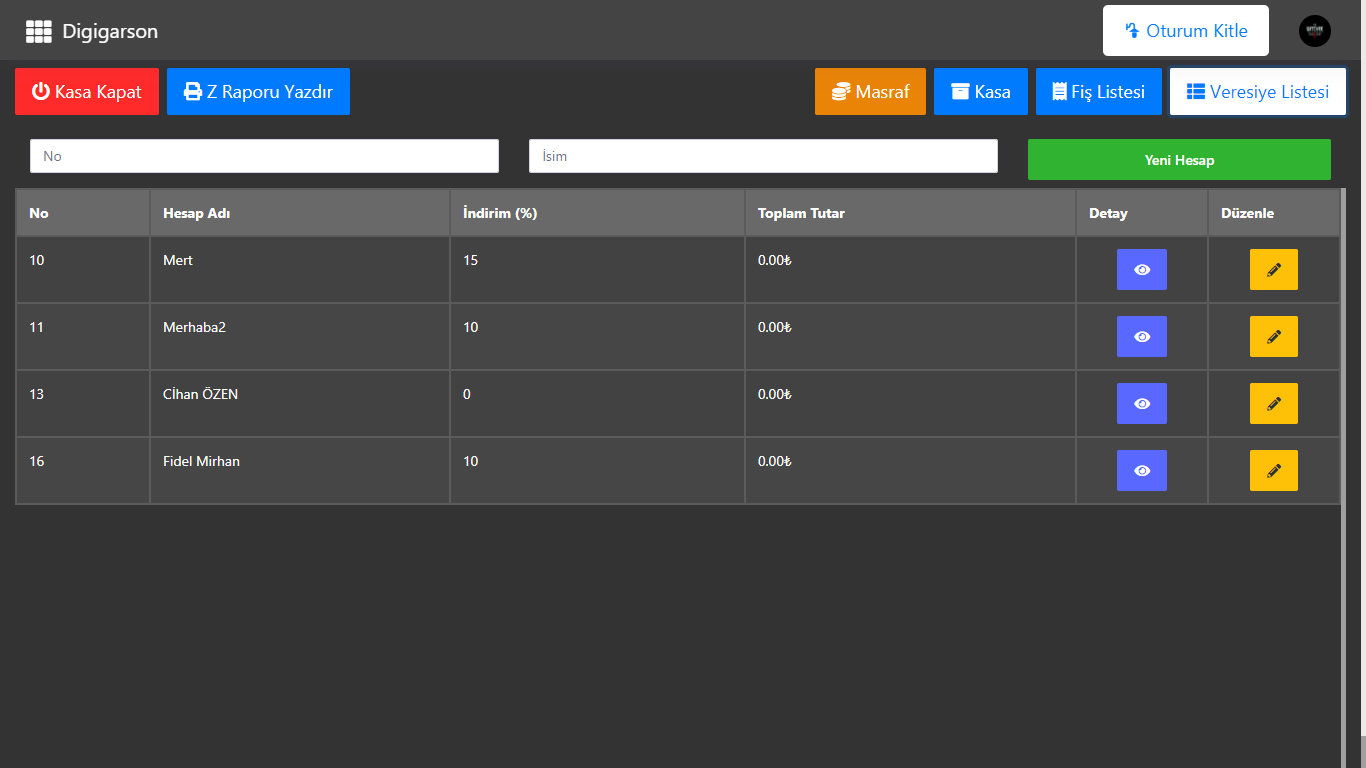 Digigarson
Oturum Kitle
Kasa Kapat
Z Raporu Yazdır
Masraf
Kasa
Fiş Listesi
Veresiye Listesi
No
İsim
Yeni Hesap
No Hesap Adı İndirim (%) Toplam Tutar Detay Düzenle
10 Mert 15 0.00₺
11 Merhaba2 10 0.00₺
13 Cİhan ÖZEN 0 0.00₺
16 Fidel Mirhan 10 0.00₺